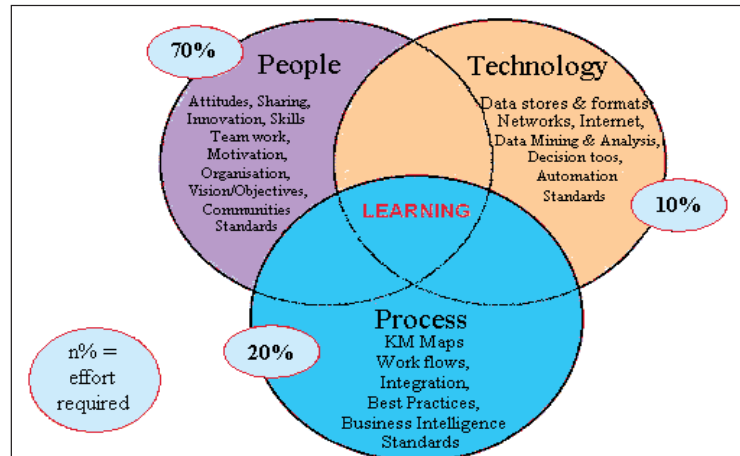 70%
People
Attitudes, Sharing,
Innovation, Skills
Team work,
Motivation,
Organisation,
Vision/Objectives,
Communities
Standards
Technology
Data stores & formats
Networks, Internet,
Data Mining & Analysis,
Decision toos,
Automation
Standards
10%
LEARNING
Process
KM Maps
Work flows,
Integration,
Best Practices,
Business Intelligence
Standards
20%
n% =
effort
required